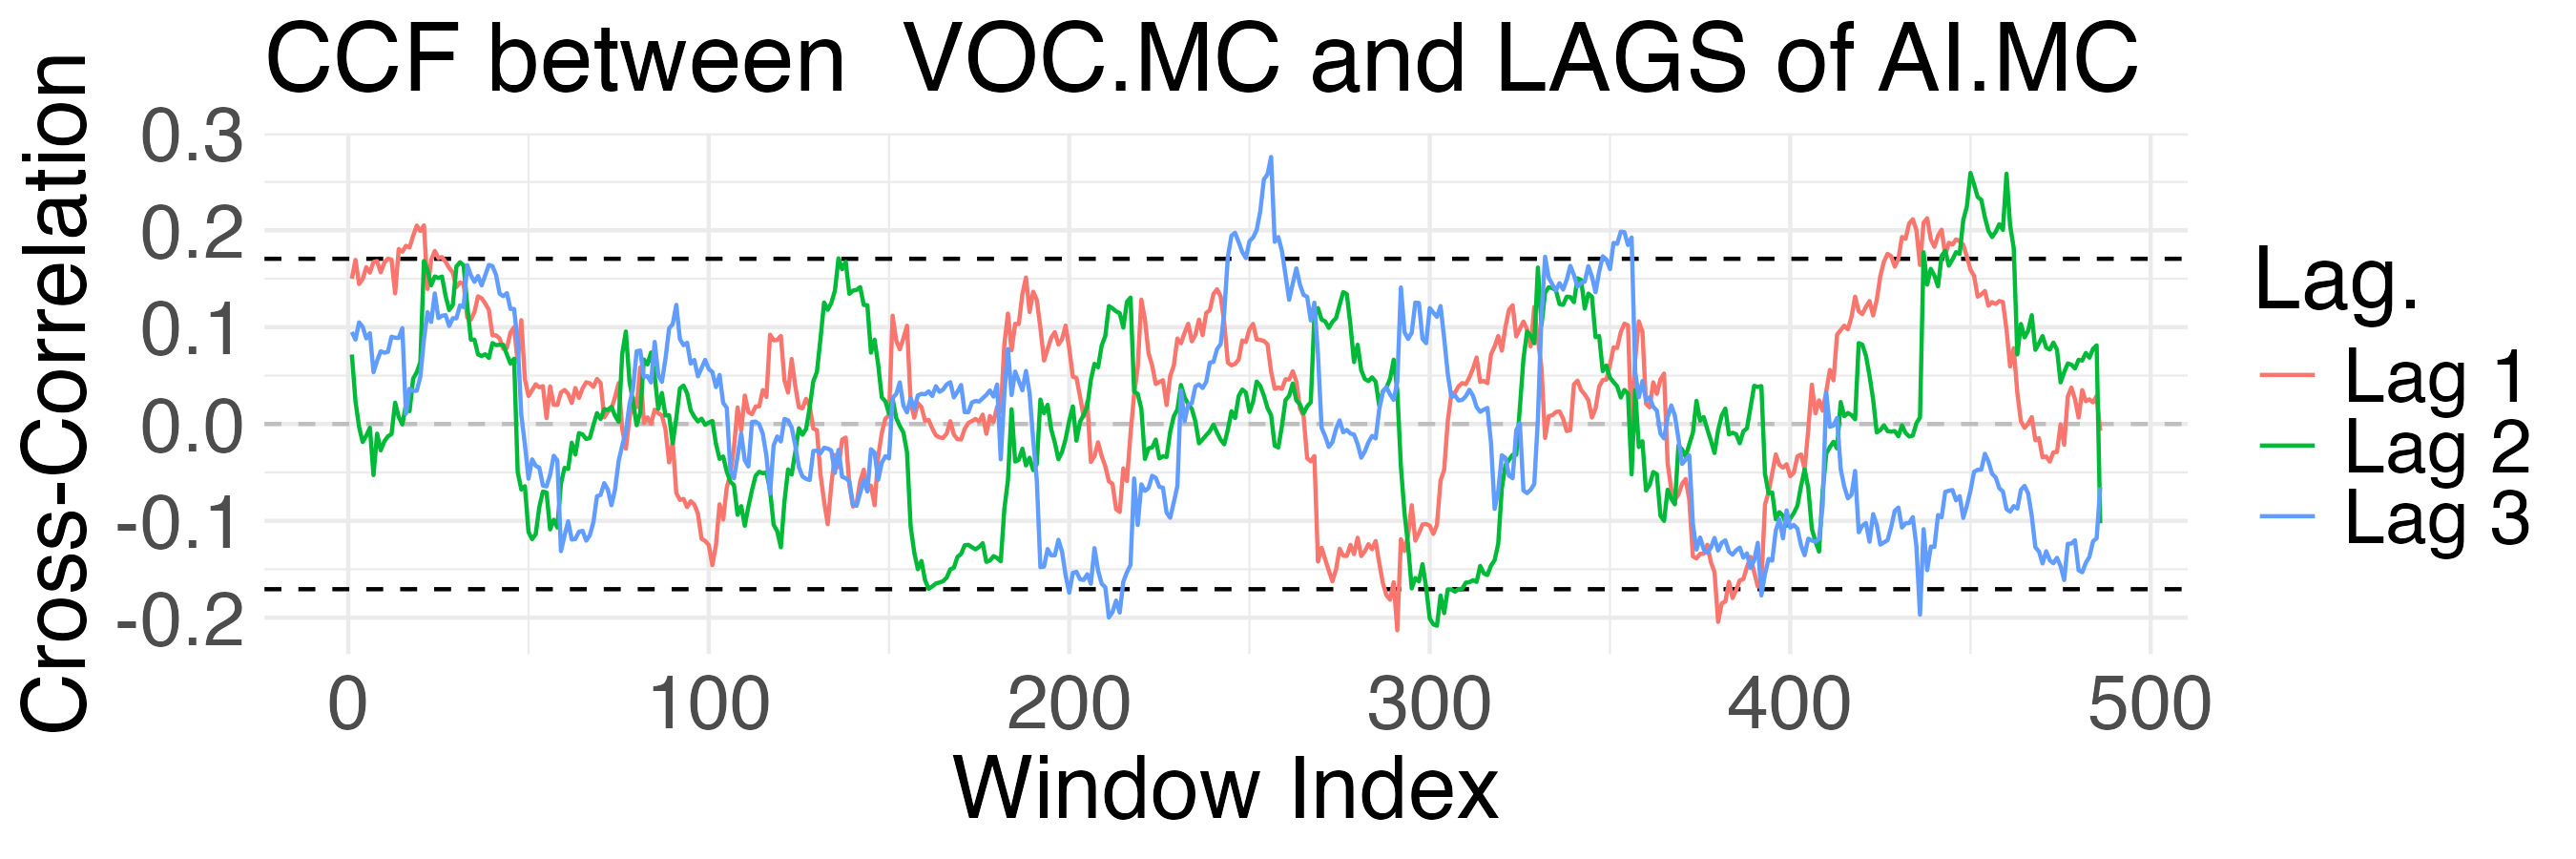 CCF between  VOC.MC and LAGS of AI.MC
Cross-Correlation
0.3
0.2
0.1
0.0
-0.1
-0.2
0 100 200 300 400 500
Window Index
Lag.
Lag 1
Lag 2
Lag 3